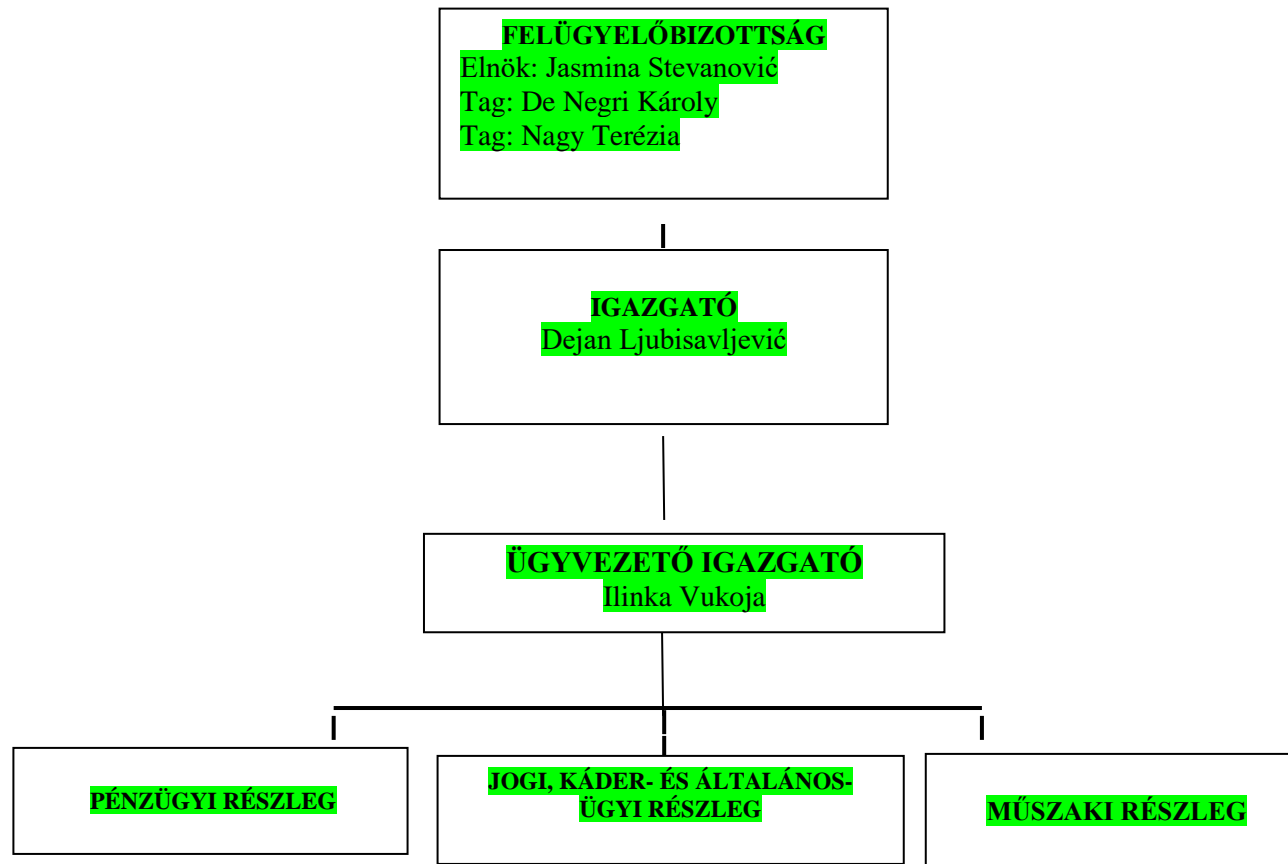 FELÜGYELŐBIZOTTSÁG
Elnök: Jasmina Stevanović
Tag: De Negri Károly
Tag: Nagy Terézia
IGAZGATÓ
Dejan Ljubisavljević
ÜGYVEZETŐ IGAZGATÓ
Ilinka Vukoja
PÉNZÜGYI RÉSZLEG
JOGI, KÁDER- ÉS ÁLTALÁNOS-
ÜGYI RÉSZLEG
MŰSZAKI RÉSZLEG